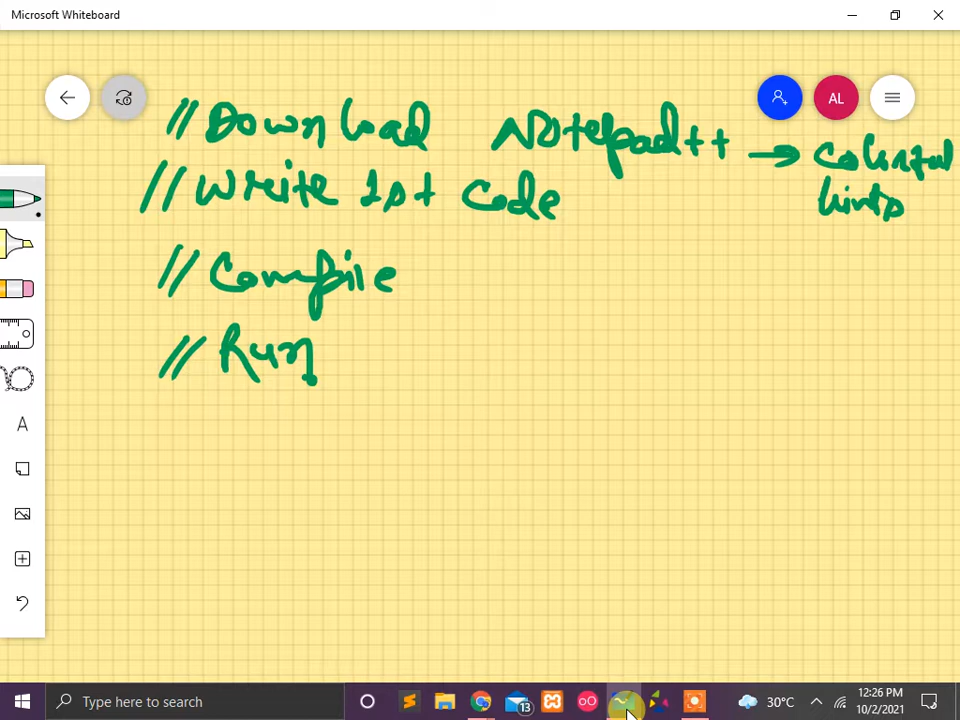 Microsoft Whiteboard
AL
// Download Notepad++ → Colorful
hints
// Write 1st Code
// Compile
// Run
A
Type here to search
13
30°C
12:26 PM
10/2/2021